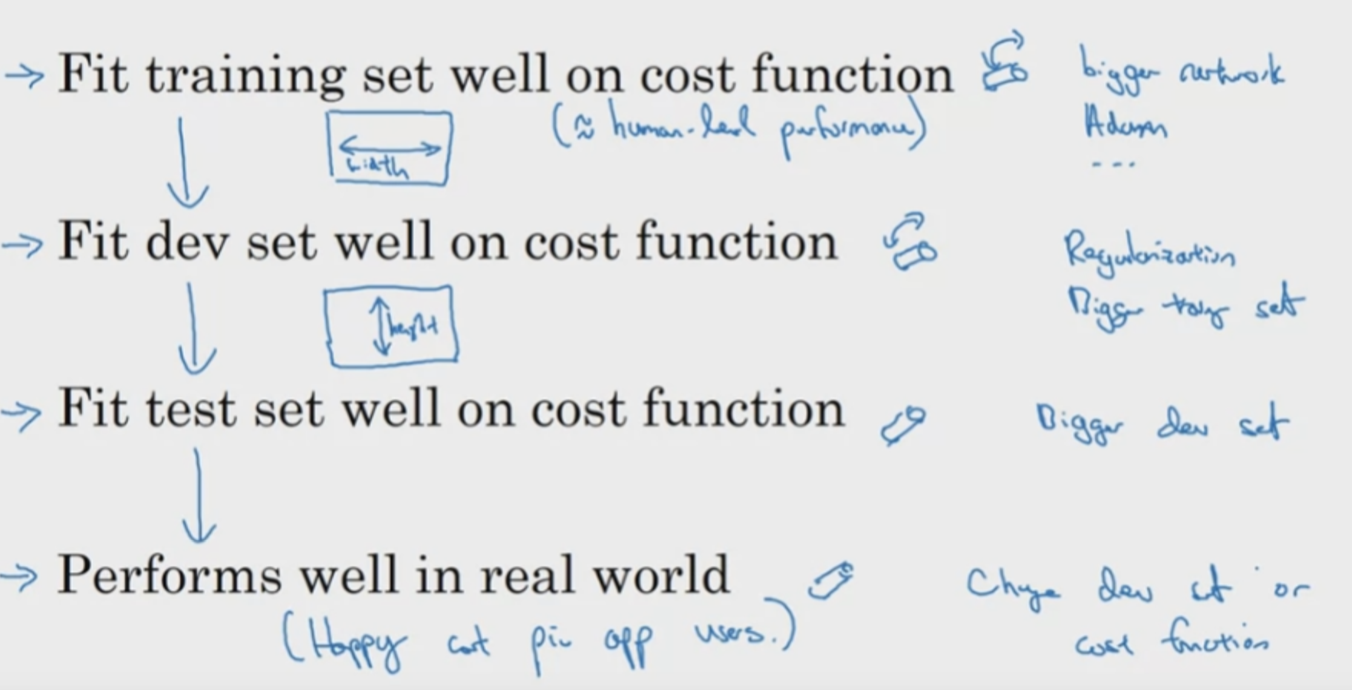 → Fit training set well on cost function
bigger network
(≈ human-level performance)
Adam
...
width
→ Fit dev set well on cost function
Regularization
Bigger set
height
→ Fit test set well on cost function
Bigger dev set
→ Performs well in real world
Change dev set or
(Happy cat pic app users.)
cost function